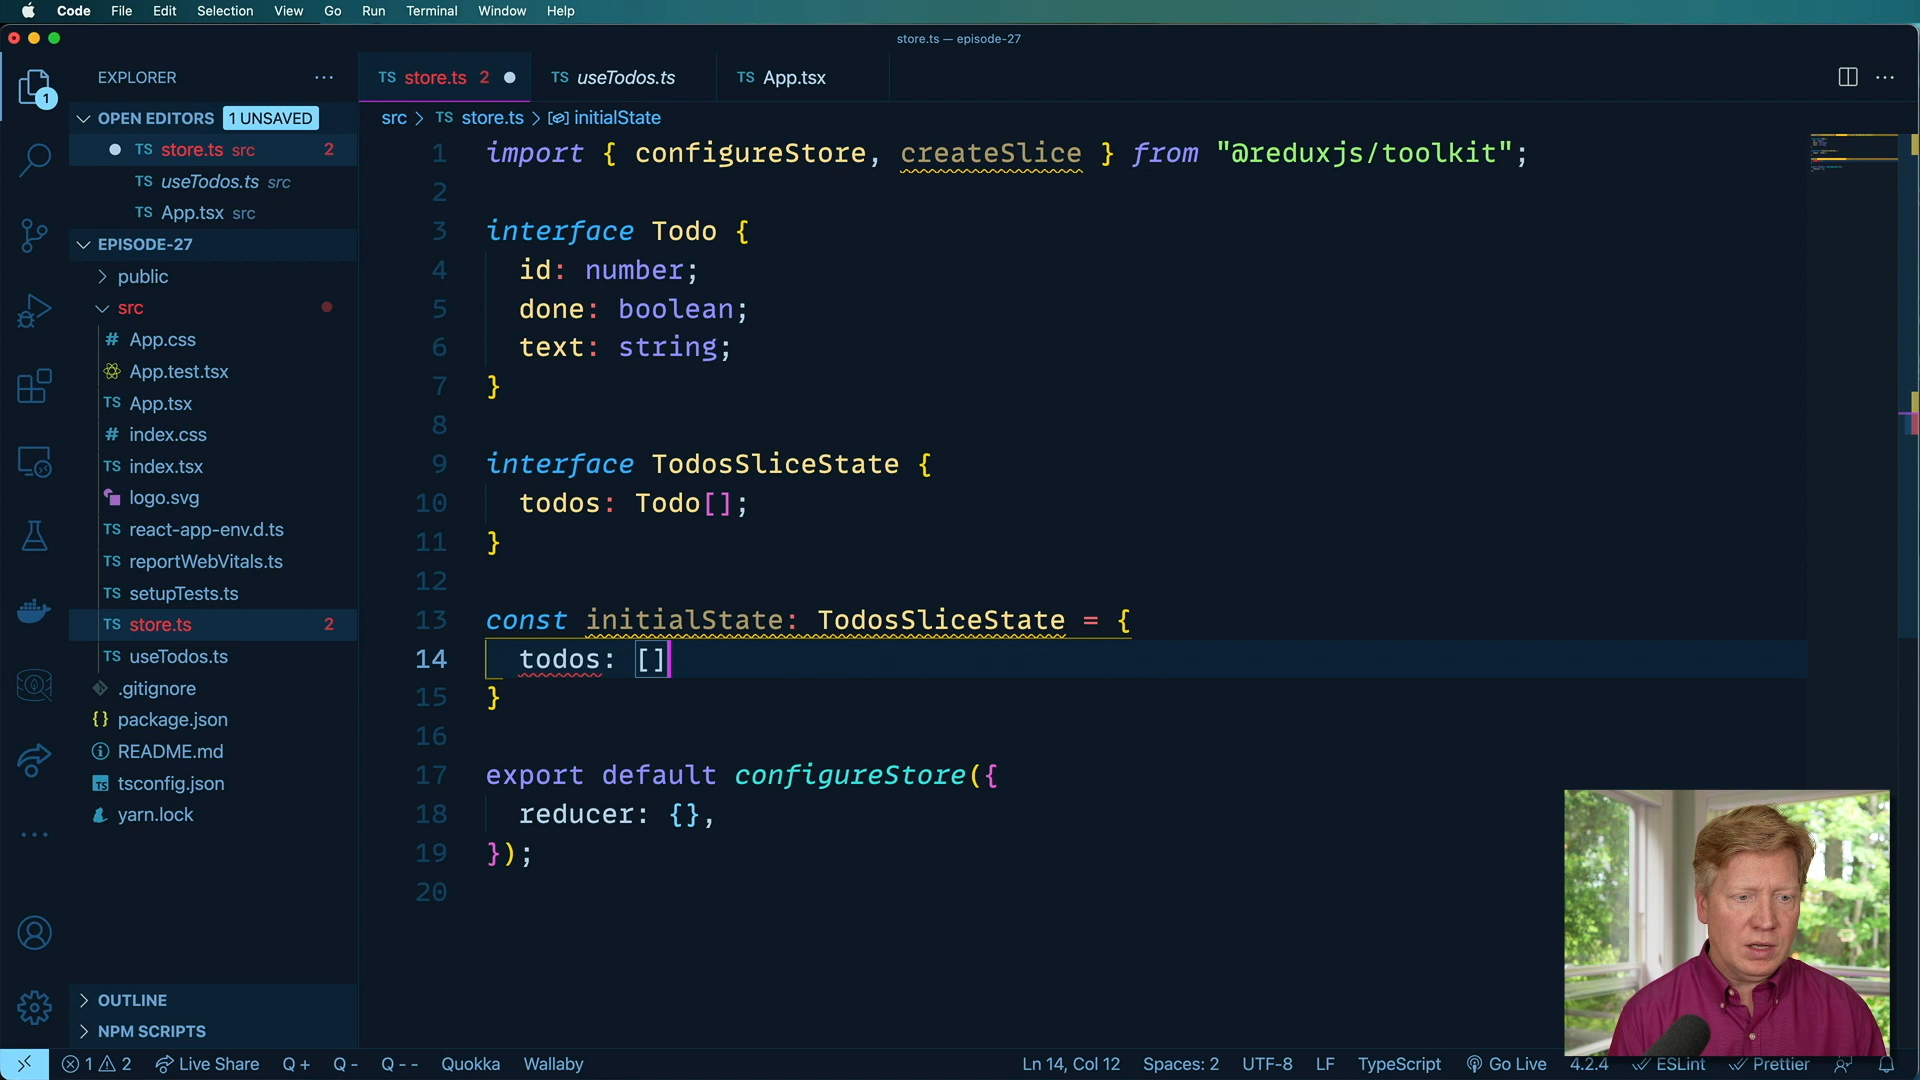 Code File Edit Selection View Go Run Terminal Window Help
store.ts — episode-27
EXPLORER
OPEN EDITORS 1 UNSAVED
TS store.ts src 2
TS useTodos.ts src
TS App.tsx src
EPISODE-27
public
src
# App.css
App.test.tsx
TS App.tsx
# index.css
TS index.tsx
logo.svg
TS react-app-env.d.ts
TS reportWebVitals.ts
TS setupTests.ts
TS store.ts 2
TS useTodos.ts
.gitignore
{} package.json
README.md
TS tsconfig.json
yarn.lock
OUTLINE
NPM SCRIPTS
1
TS store.ts 2
TS useTodos.ts
TS App.tsx
src > TS store.ts > initialState
1 import { configureStore, createSlice } from "@reduxjs/toolkit";
2
3 interface Todo {
4 id: number;
5 done: boolean;
6 text: string;
7 }
8
9 interface TodosSliceState {
10 todos: Todo[];
11 }
12
13 const initialState: TodosSliceState = {
14 todos: []
15 }
16
17 export default configureStore({
18 reducer: {},
19 });
20
1 2 Live Share Q + Q - Q - - Quokka Wallaby Ln 14, Col 12 Spaces: 2 UTF-8 LF TypeScript Go Live 4.2.4 ESLint Prettier